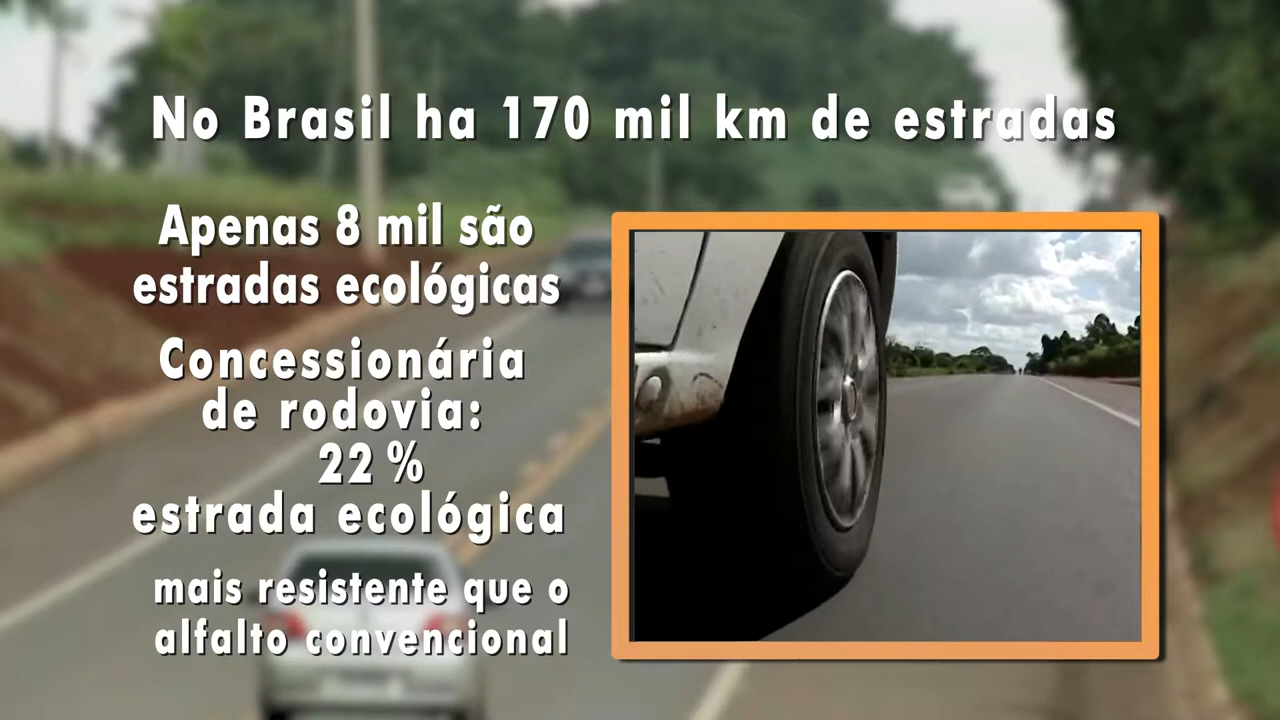 No Brasil ha 170 mil km de estradas
Apenas 8 mil são
estradas ecológicas
Concessionária
de rodovia:
22 %
estrada ecológica
mais resistente que o
alfalto convencional